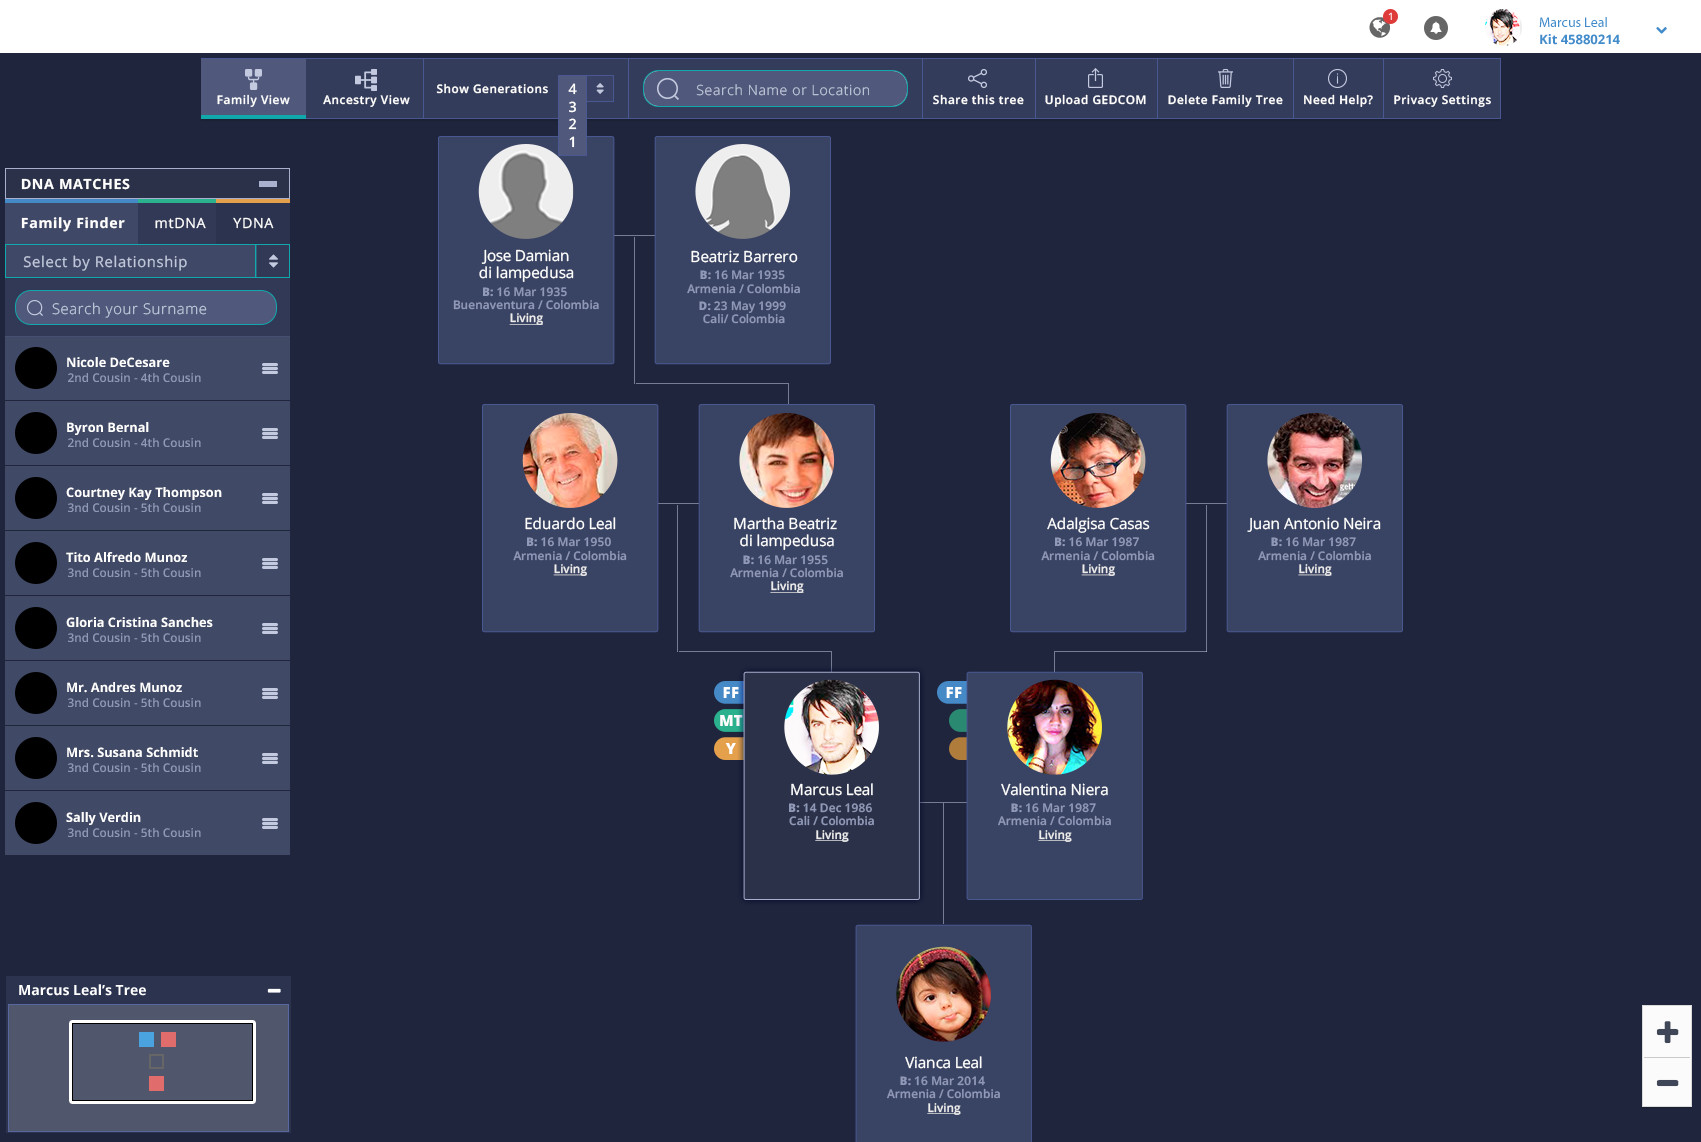 1
Marcus Leal
Kit 45880214
Family View
Ancestry View
Show Generations
4
3
2
1
Search Name or Location
Share this tree
Upload GEDCOM
Delete Family Tree
Need Help?
Privacy Settings
DNA MATCHES
Family Finder
mtDNA
YDNA
Select by Relationship
Search your Surname
Nicole DeCesare
2nd Cousin - 4th Cousin
Byron Bernal
2nd Cousin - 4th Cousin
Courtney Kay Thompson
3nd Cousin - 5th Cousin
Tito Alfredo Munoz
3nd Cousin - 5th Cousin
Gloria Cristina Sanches
3nd Cousin - 5th Cousin
Mr. Andres Munoz
3nd Cousin - 5th Cousin
Mrs. Susana Schmidt
3nd Cousin - 5th Cousin
Sally Verdin
3nd Cousin - 5th Cousin
Jose Damian
di lampedusa
B: 16 Mar 1935
Buenaventura / Colombia
Living
Beatriz Barrero
B: 16 Mar 1935
Armenia / Colombia
D: 23 May 1999
Cali/ Colombia
Eduardo Leal
B: 16 Mar 1950
Armenia / Colombia
Living
Martha Beatriz
di lampedusa
B: 16 Mar 1955
Armenia / Colombia
Living
Adalgisa Casas
B: 16 Mar 1987
Armenia / Colombia
Living
Juan Antonio Neira
B: 16 Mar 1987
Armenia / Colombia
Living
FF
MT
Y
Marcus Leal
B: 14 Dec 1986
Cali / Colombia
Living
FF
Valentina Niera
B: 16 Mar 1987
Armenia / Colombia
Living
Vianca Leal
B: 16 Mar 2014
Armenia / Colombia
Living
Marcus Leal's Tree